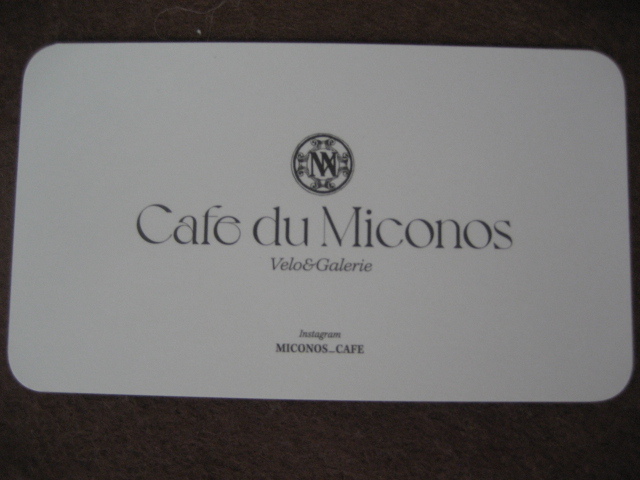 Cafe du Miconos
Velo&Galerie
Instagram
MICONOS_CAFE